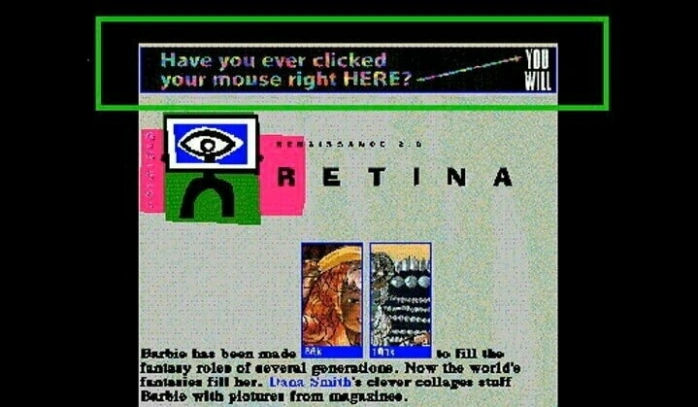 Have you ever clicked
your mouse right HERE?
YOU
WILL
RENAISSANCE 2.0
RETINA
Barbie has been made
to fill the
fantasy roles of several generations. Now the world's
fantasies fill her. Dana Smith's clever collages stuff
Barbie with pictures from magazines.